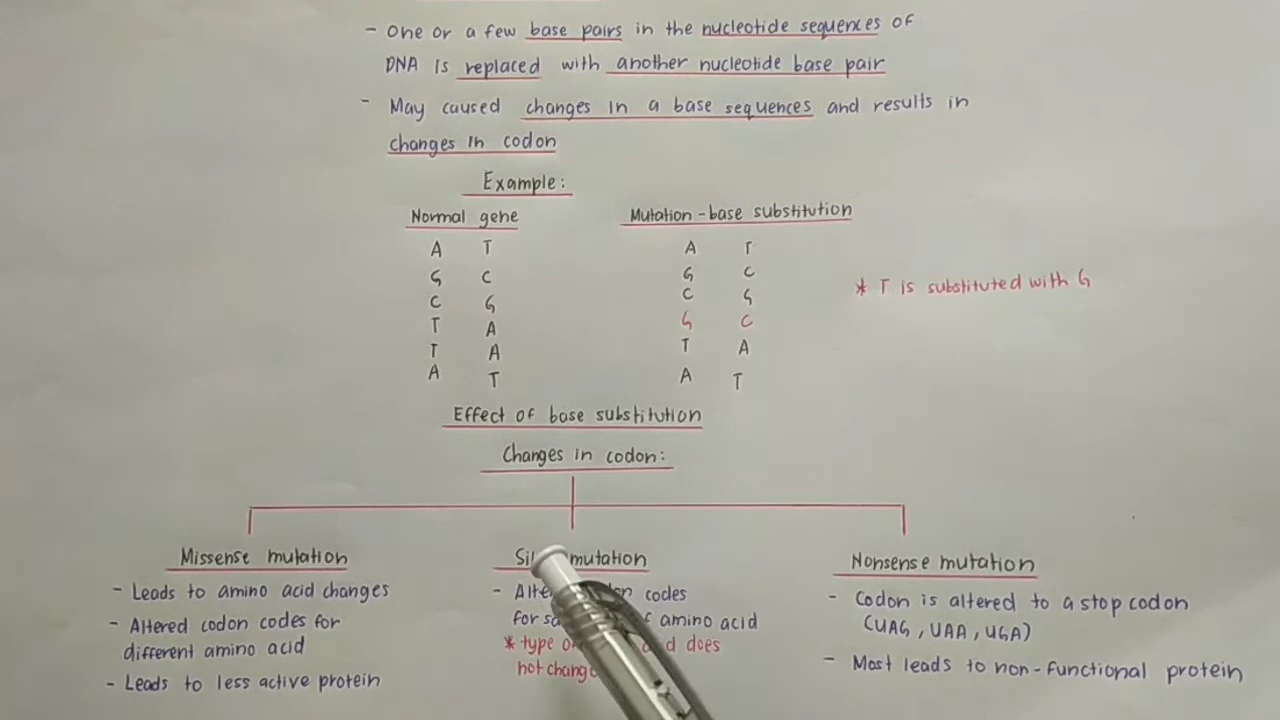 - One or a few base pairs in the nucleotide sequences of
DNA is replaced with another nucleotide base pair
- May caused changes in a base sequences and results in
changes in codon
Example:
Normal gene
A T
G C
C G
T A
T A
A T
Mutation-base substitution
A T
G C
C G
G C
T A
A T
* T is substituted with G
Effect of base substitution
Changes in codon:
Missense mutation
- Leads to amino acid changes
- Altered codon codes for
different amino acid
- Leads to less active protein
mutation
- codes
for amino acid
* type does
not
Nonsense mutation
- Codon is altered to a stop codon
(UAG, UAA, UGA)
- Most leads to non-functional protein